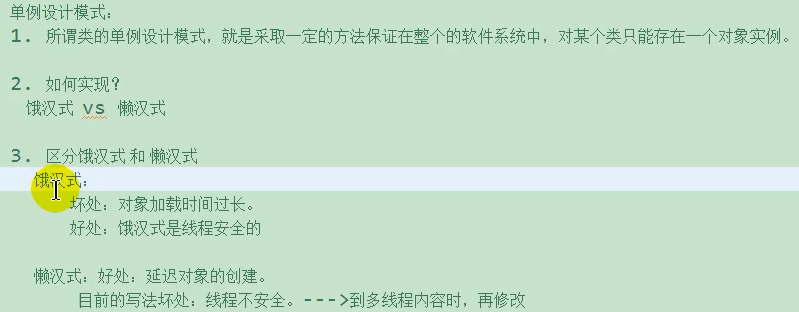 单例设计模式:
1. 所谓类的单例设计模式，就是采取一定的方法保证在整个的软件系统中，对某个类只能存在一个对象实例。
2. 如何实现?
饿汉式 vs 懒汉式
3. 区分饿汉式 和 懒汉式
饿汉式:
坏处: 对象加载时间过长。
好处: 饿汉式是线程安全的
懒汉式: 好处: 延迟对象的创建。
目前的写法坏处: 线程不安全。--->到多线程内容时，再修改